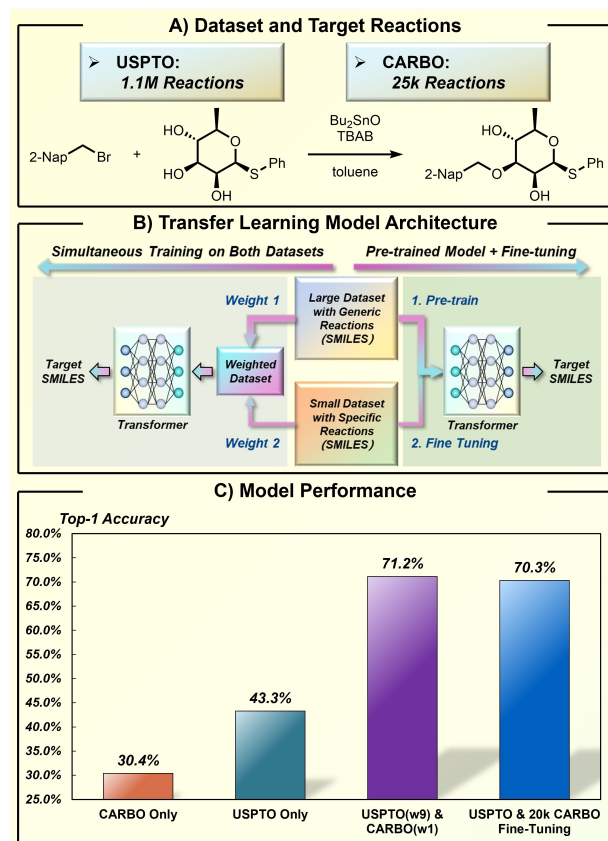 A) Dataset and Target Reactions
➢ USPTO:
1.1M Reactions
➢ CARBO:
25k Reactions
2-Nap
Br
+
HO
HO
OH
O
S
Ph
Bu₂SnO
TBAB
toluene
HO
2-Nap
O
OH
O
S
Ph
B) Transfer Learning Model Architecture
Simultaneous Training on Both Datasets
Pre-trained Model + Fine-tuning
Weight 1
Large Dataset
with Generic
Reactions
(SMILES)
1. Pre-train
Target
SMILES
Transformer
Weighted
Dataset
Transformer
Target
SMILES
Weight 2
Small Dataset
with Specific
Reactions
(SMILES)
2. Fine Tuning
C) Model Performance
Top-1 Accuracy
80.0%
75.0%
70.0%
65.0%
60.0%
55.0%
50.0%
45.0%
40.0%
35.0%
30.0%
25.0%
30.4%
43.3%
71.2%
70.3%
CARBO Only
USPTO Only
USPTO(w9) &
CARBO(w1)
USPTO & 20k CARBO
Fine-Tuning